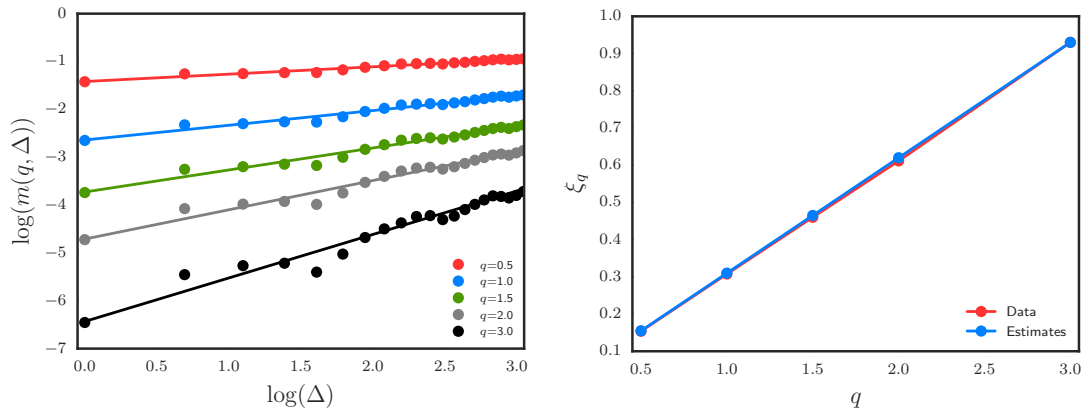 0
−1
−2
−3
−4
−5
−6
−7
log(m(q, Δ))
q=0.5
q=1.0
q=1.5
q=2.0
q=3.0
0.0 0.5 1.0 1.5 2.0 2.5 3.0
log(Δ)
1.0
0.9
0.8
0.7
0.6
0.5
0.4
0.3
0.2
0.1
ξq
Data
Estimates
0.5 1.0 1.5 2.0 2.5 3.0
q